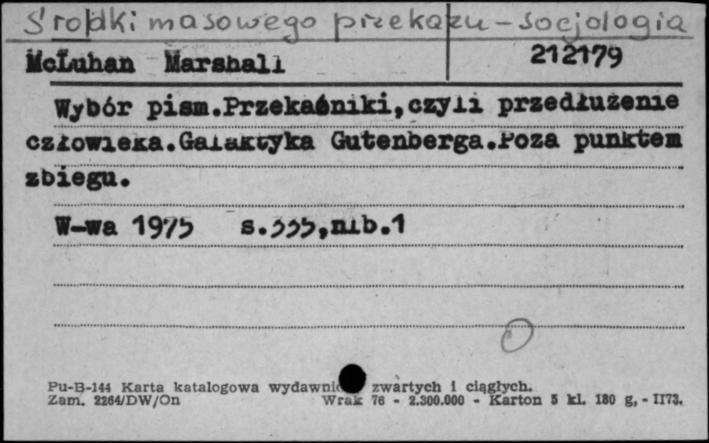 Środki masowego przekazu – socjologia
McLuhan Marshall 212179
Wybór pism.Przekaźniki,czyli przedłużenie
człowieka.Galaktyka Gutenberga.Poza punktem
zbiegu.
W-wa 1975 s.335,nlb.1
Pu-B-144 Karta katalogowa wydawnic zwartych i ciągłych.
Zam. 2264/DW/On Wrak 76 - 2.300.000 - Karton 5 kl. 180 g, - II73.